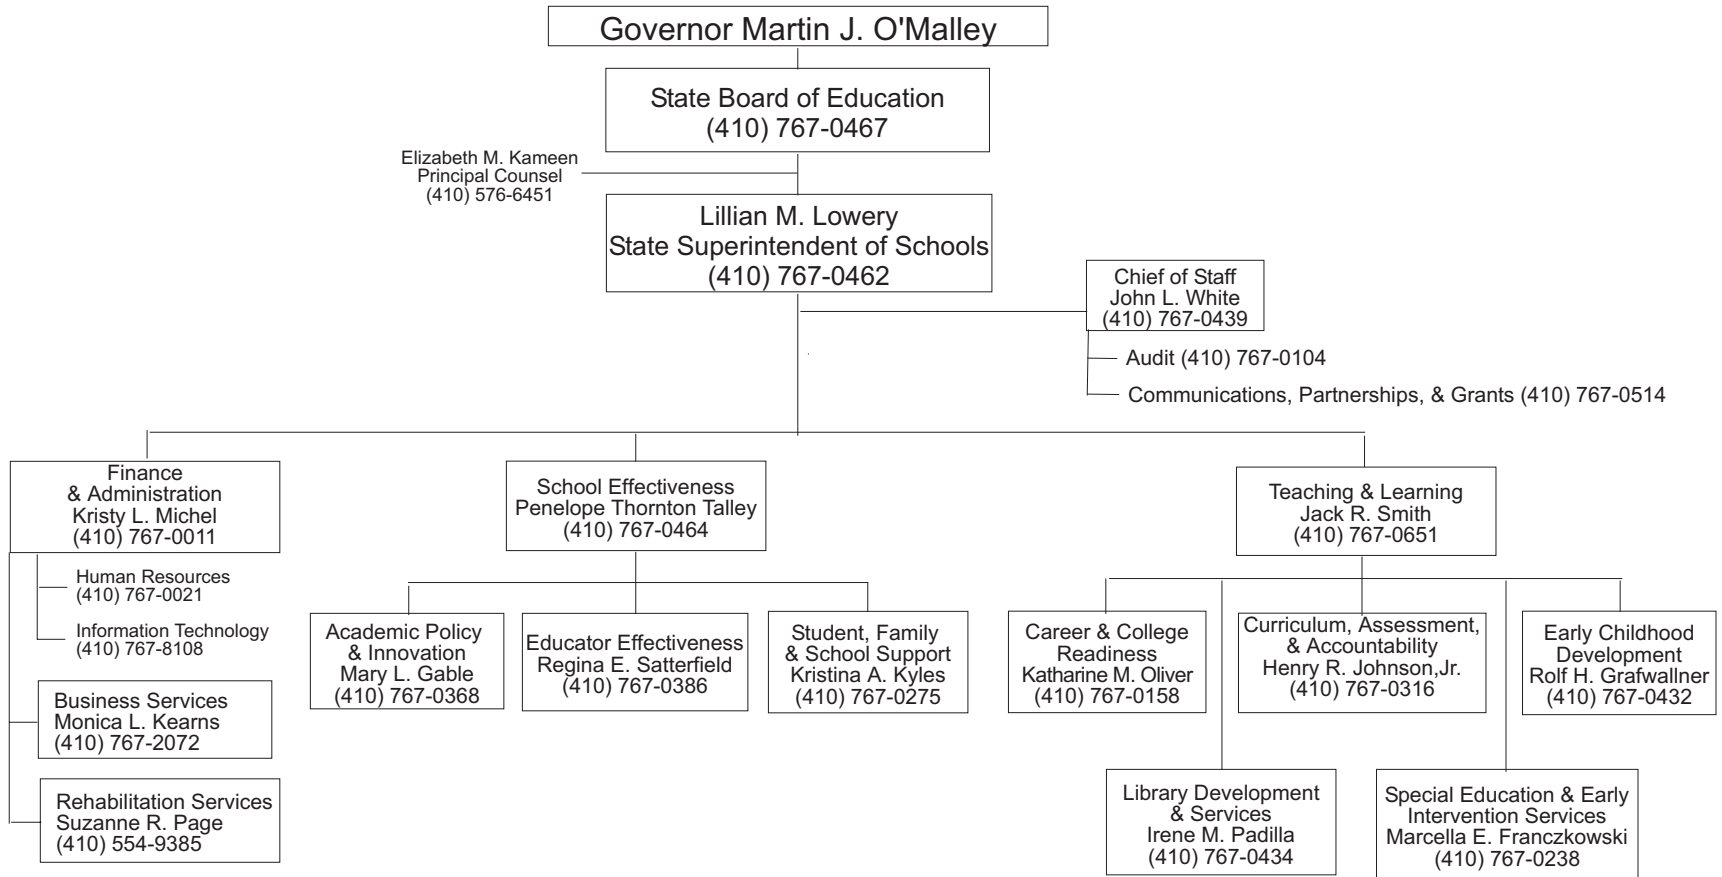 Governor Martin J. O'Malley
State Board of Education
(410) 767-0467
Elizabeth M. Kameen
Principal Counsel
(410) 576-6451
Lillian M. Lowery
State Superintendent of Schools
(410) 767-0462
Chief of Staff
John L. White
(410) 767-0439
Audit (410) 767-0104
Communications, Partnerships, & Grants (410) 767-0514
Finance
& Administration
Kristy L. Michel
(410) 767-0011
Human Resources
(410) 767-0021
Information Technology
(410) 767-8108
Business Services
Monica L. Kearns
(410) 767-2072
Rehabilitation Services
Suzanne R. Page
(410) 554-9385
School Effectiveness
Penelope Thornton Talley
(410) 767-0464
Academic Policy
& Innovation
Mary L. Gable
(410) 767-0368
Educator Effectiveness
Regina E. Satterfield
(410) 767-0386
Student, Family
& School Support
Kristina A. Kyles
(410) 767-0275
Teaching & Learning
Jack R. Smith
(410) 767-0651
Career & College
Readiness
Katharine M. Oliver
(410) 767-0158
Curriculum, Assessment,
& Accountability
Henry R. Johnson,Jr.
(410) 767-0316
Early Childhood
Development
Rolf H. Grafwallner
(410) 767-0432
Library Development
& Services
Irene M. Padilla
(410) 767-0434
Special Education & Early
Intervention Services
Marcella E. Franczkowski
(410) 767-0238